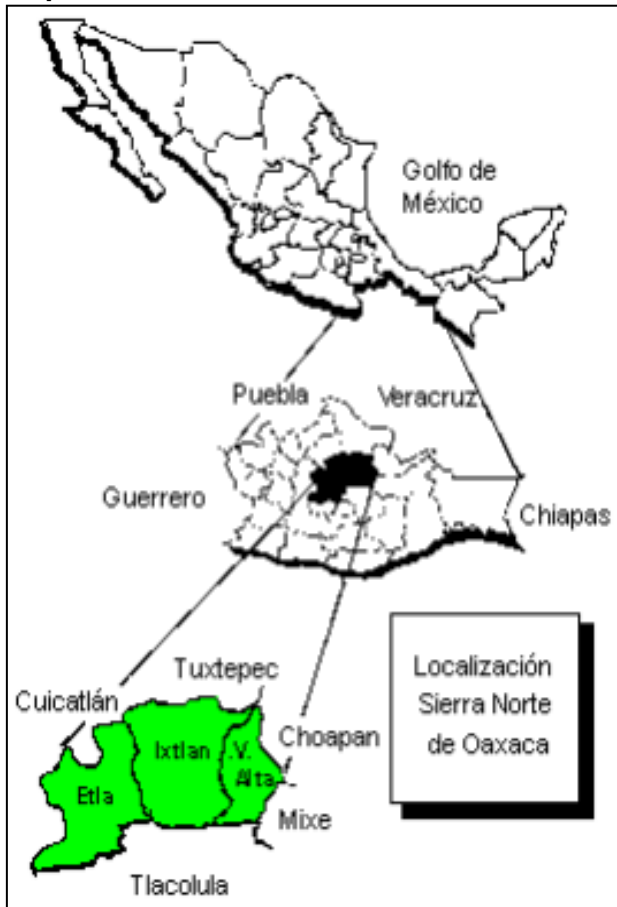 Golfo de
México
Puebla
Veracruz
Guerrero
Chiapas
Localización
Sierra Norte
de Oaxaca
Tuxtepec
Cuicatlán
Choapan
Ixtlan
.V.
Alta
Etla
Mixe
Tlacolula